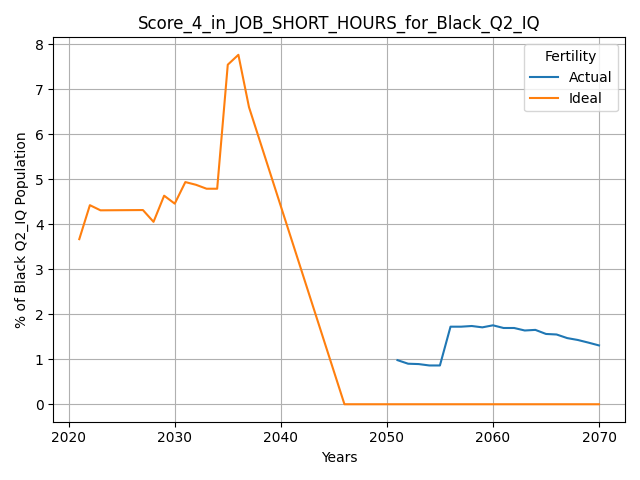 Score_4_in_JOB_SHORT_HOURS_for_Black_Q2_IQ
Fertility
Actual
Ideal
% of Black Q2_IQ Population
8
7
6
5
4
3
2
1
0
2020 2030 2040 2050 2060 2070
Years